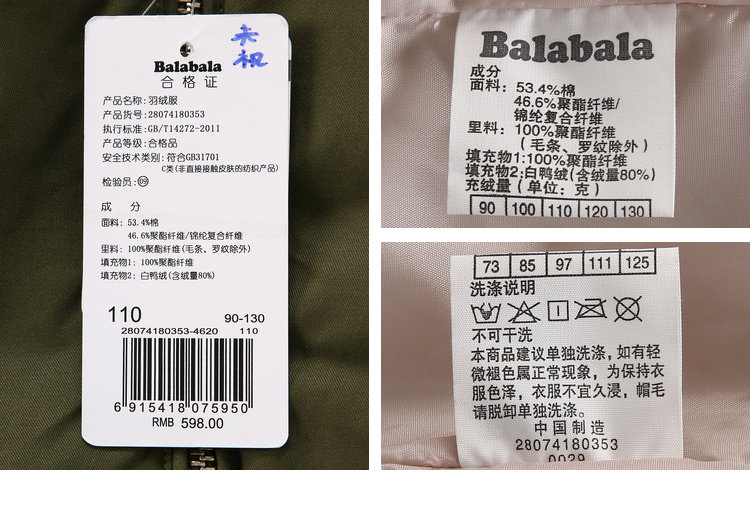 卡
祝
Balabala
合格证
产品名称:羽绒服
产品货号:28074180353
执行标准:GB/T14272-2011
产品等级:合格品
安全技术类别:符合GB31701
C类(非直接接触皮肤的纺织产品)
检验员:09
成 分
面料: 53.4%棉
46.6%聚酯纤维/锦纶复合纤维
里料: 100%聚酯纤维(毛条、罗纹除外)
填充物1: 100%聚酯纤维
填充物2: 白鸭绒(含绒量80%)
110 90-130
28074180353-4620 110
6 915418 075950
RMB 598.00
Balabala
成分
面料: 53.4%棉
46.6%聚酯纤维/
锦纶复合纤维
里料: 100%聚酯纤维
(毛条、罗纹除外)
填充物1:100%聚酯纤维
填充物2:白鸭绒(含绒量80%)
充绒量(单位:克)
90 100 110 120 130
73 85 97 111 125
洗涤说明
不可干洗
本商品建议单独洗涤,如有轻
微褪色属正常现象,为保持衣
服色泽,衣服不宜久浸,帽毛
请脱卸单独洗涤。
中国制造
28074180353
0029